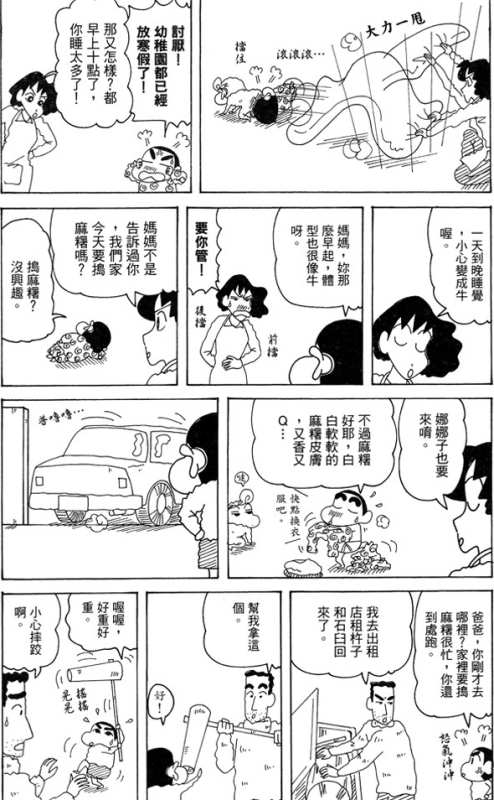 大力一甩
滾滾滾…
擋住
討厭！
幼稚園都已經
放寒假了！
那又怎樣？都
早上十點了，
你睡太多了！
一天到晚睡覺
，小心變成牛
喔。
媽媽，妳那
麼早起，體
型也很像牛
呀。
要你管！
前擋
後擋
媽媽不是
告訴過你
，我們家
今天要搗
麻糬嗎？
搗麻糬？
沒興趣。
娜娜子也要
來唷。
不過麻糬
好耶，白
白軟軟的
麻糬皮膚
，又香又
Q…
快點換衣
服吧。
爸爸，你剛才去
哪裡？家裡要搗
麻糬很忙，你還
到處跑。
我去出租
店租杵子
和石臼回
來了。
幫我拿這
個。
好！
喔喔，
好重好
重。
搖搖
晃晃
小心摔跤
啊。